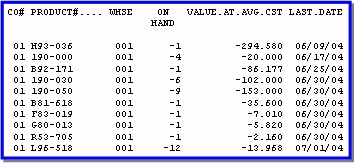 CO# PRODUCT#.... WHSE ON VALUE.AT.AVG.CST LAST.DATE
HAND
01 H93-036 001 -1 -294.580 06/09/04
01 190-000 001 -4 -20.000 06/17/04
01 B92-171 001 -1 -86.177 06/25/04
01 190-030 001 -6 -102.000 06/30/04
01 190-050 001 -9 -153.000 06/30/04
01 B81-618 001 -1 -35.600 06/30/04
01 F83-019 001 -1 -7.010 06/30/04
01 G80-013 001 -1 -5.820 06/30/04
01 R53-705 001 -1 -2.160 06/30/04
01 L96-518 001 -12 -13.968 07/01/04